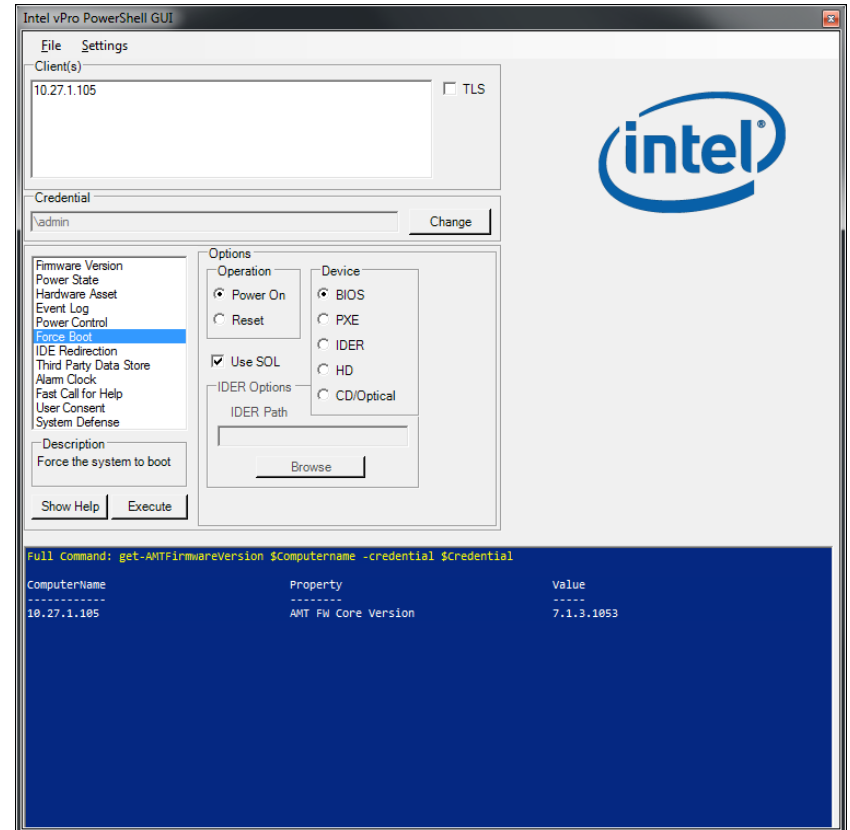 Intel vPro PowerShell GUI
File Settings
Client(s)
10.27.1.105
TLS
intel®
Credential
\admin
Change
Firmware Version
Power State
Hardware Asset
Event Log
Power Control
Force Boot
IDE Redirection
Third Party Data Store
Alarm Clock
Fast Call for Help
User Consent
System Defense
Description
Force the system to boot
Show Help Execute
Options
Operation
Power On
Reset
Use SOL
Device
BIOS
PXE
IDER
HD
CD/Optical
IDER Options
IDER Path
Browse
Full Command: get-AMTFirmwareVersion $Computername -credential $Credential
ComputerName Property Value
------------ -------- -----
10.27.1.105 AMT FW Core Version 7.1.3.1053